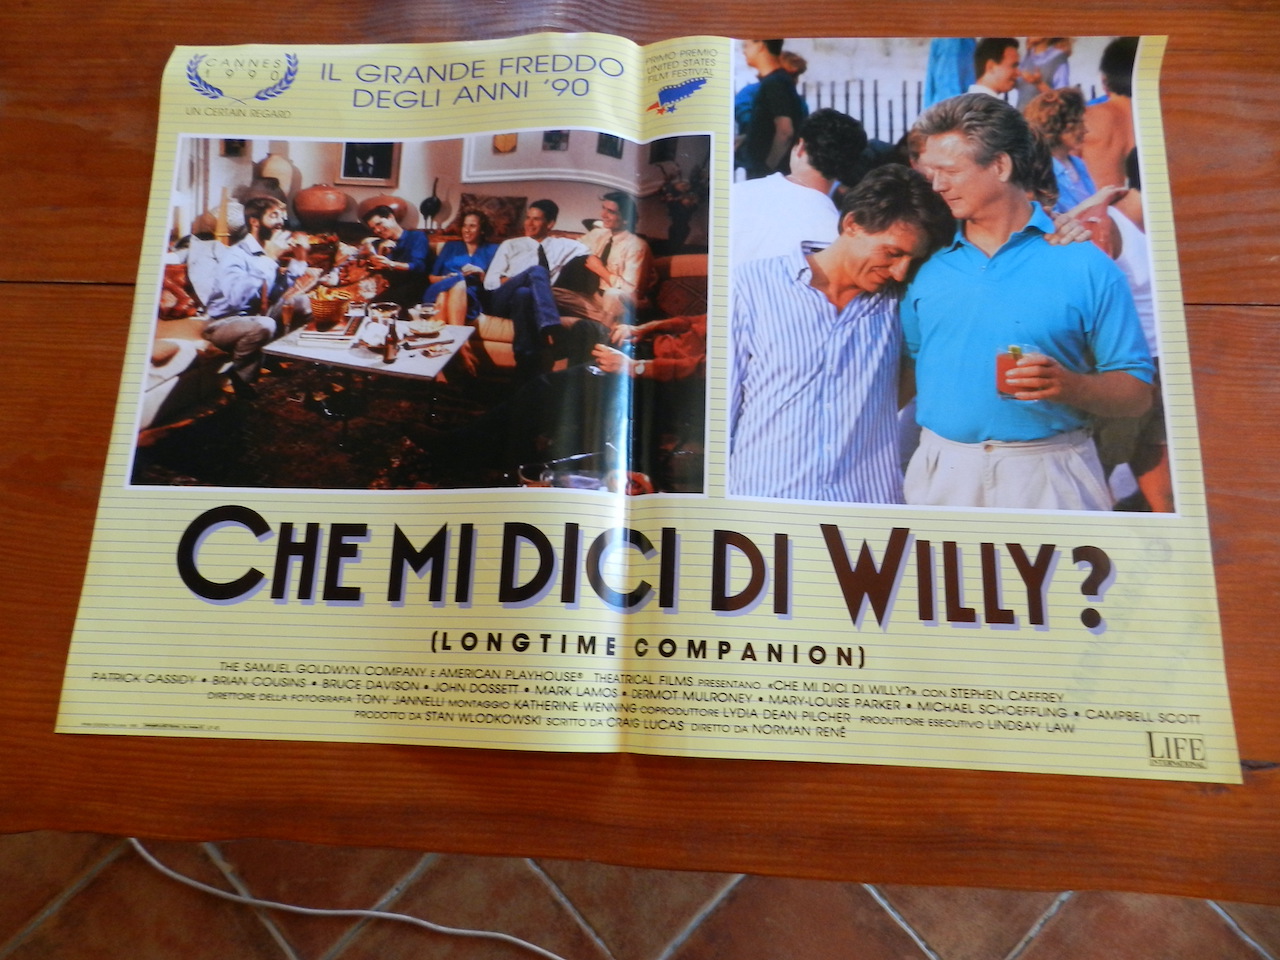 CANNES
1990
UN CERTAIN REGARD
IL GRANDE FREDDO
DEGLI ANNI '90
PRIMO PREMIO
UNITED STATES
FILM FESTIVAL
CHE MI DICI DI WILLY?
(LONGTIME COMPANION)
THE SAMUEL GOLDWYN COMPANY E AMERICAN PLAYHOUSE® THEATRICAL FILMS PRESENTANO «CHE MI DICI DI WILLY?» CON STEPHEN CAFFREY
PATRICK CASSIDY • BRIAN COUSINS • BRUCE DAVISON • JOHN DOSSETT • MARK LAMOS • DERMOT MULRONEY • MARY-LOUISE PARKER • MICHAEL SCHOEFFLING • CAMPBELL SCOTT
DIRETTORE DELLA FOTOGRAFIA TONY JANNELLI MONTAGGIO KATHERINE WENNING COPRODUTTORE LYDIA DEAN PILCHER PRODUTTORE ESECUTIVO LINDSAY LAW
PRODOTTO DA STAN WLODKOWSKI SCRITTO DA CRAIG LUCAS DIRETTO DA NORMAN RENÉ
LIFE
INTERNATIONAL